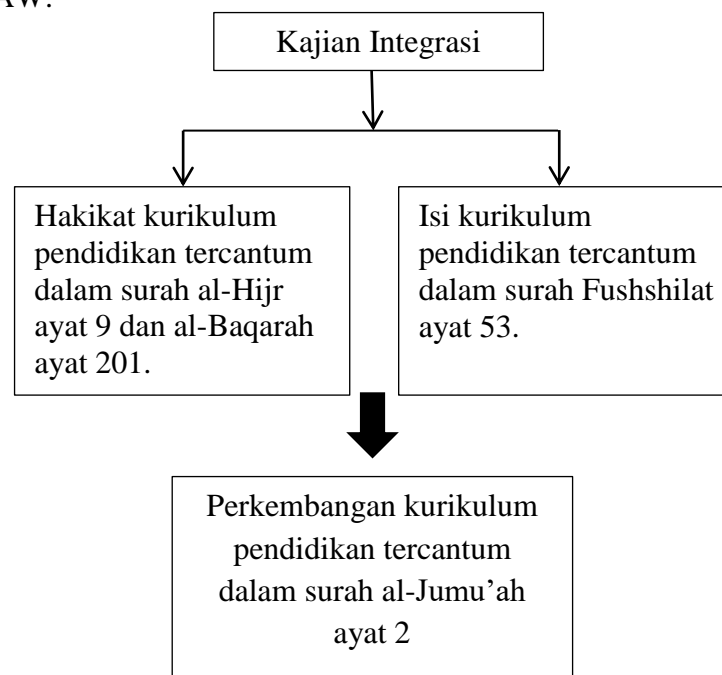 Kajian Integrasi
Hakikat kurikulum
pendidikan tercantum
dalam surah al-Hijr
ayat 9 dan al-Baqarah
ayat 201.
Isi kurikulum
pendidikan tercantum
dalam surah Fushshilat
ayat 53.
Perkembangan kurikulum
pendidikan tercantum
dalam surah al-Jumu’ah
ayat 2